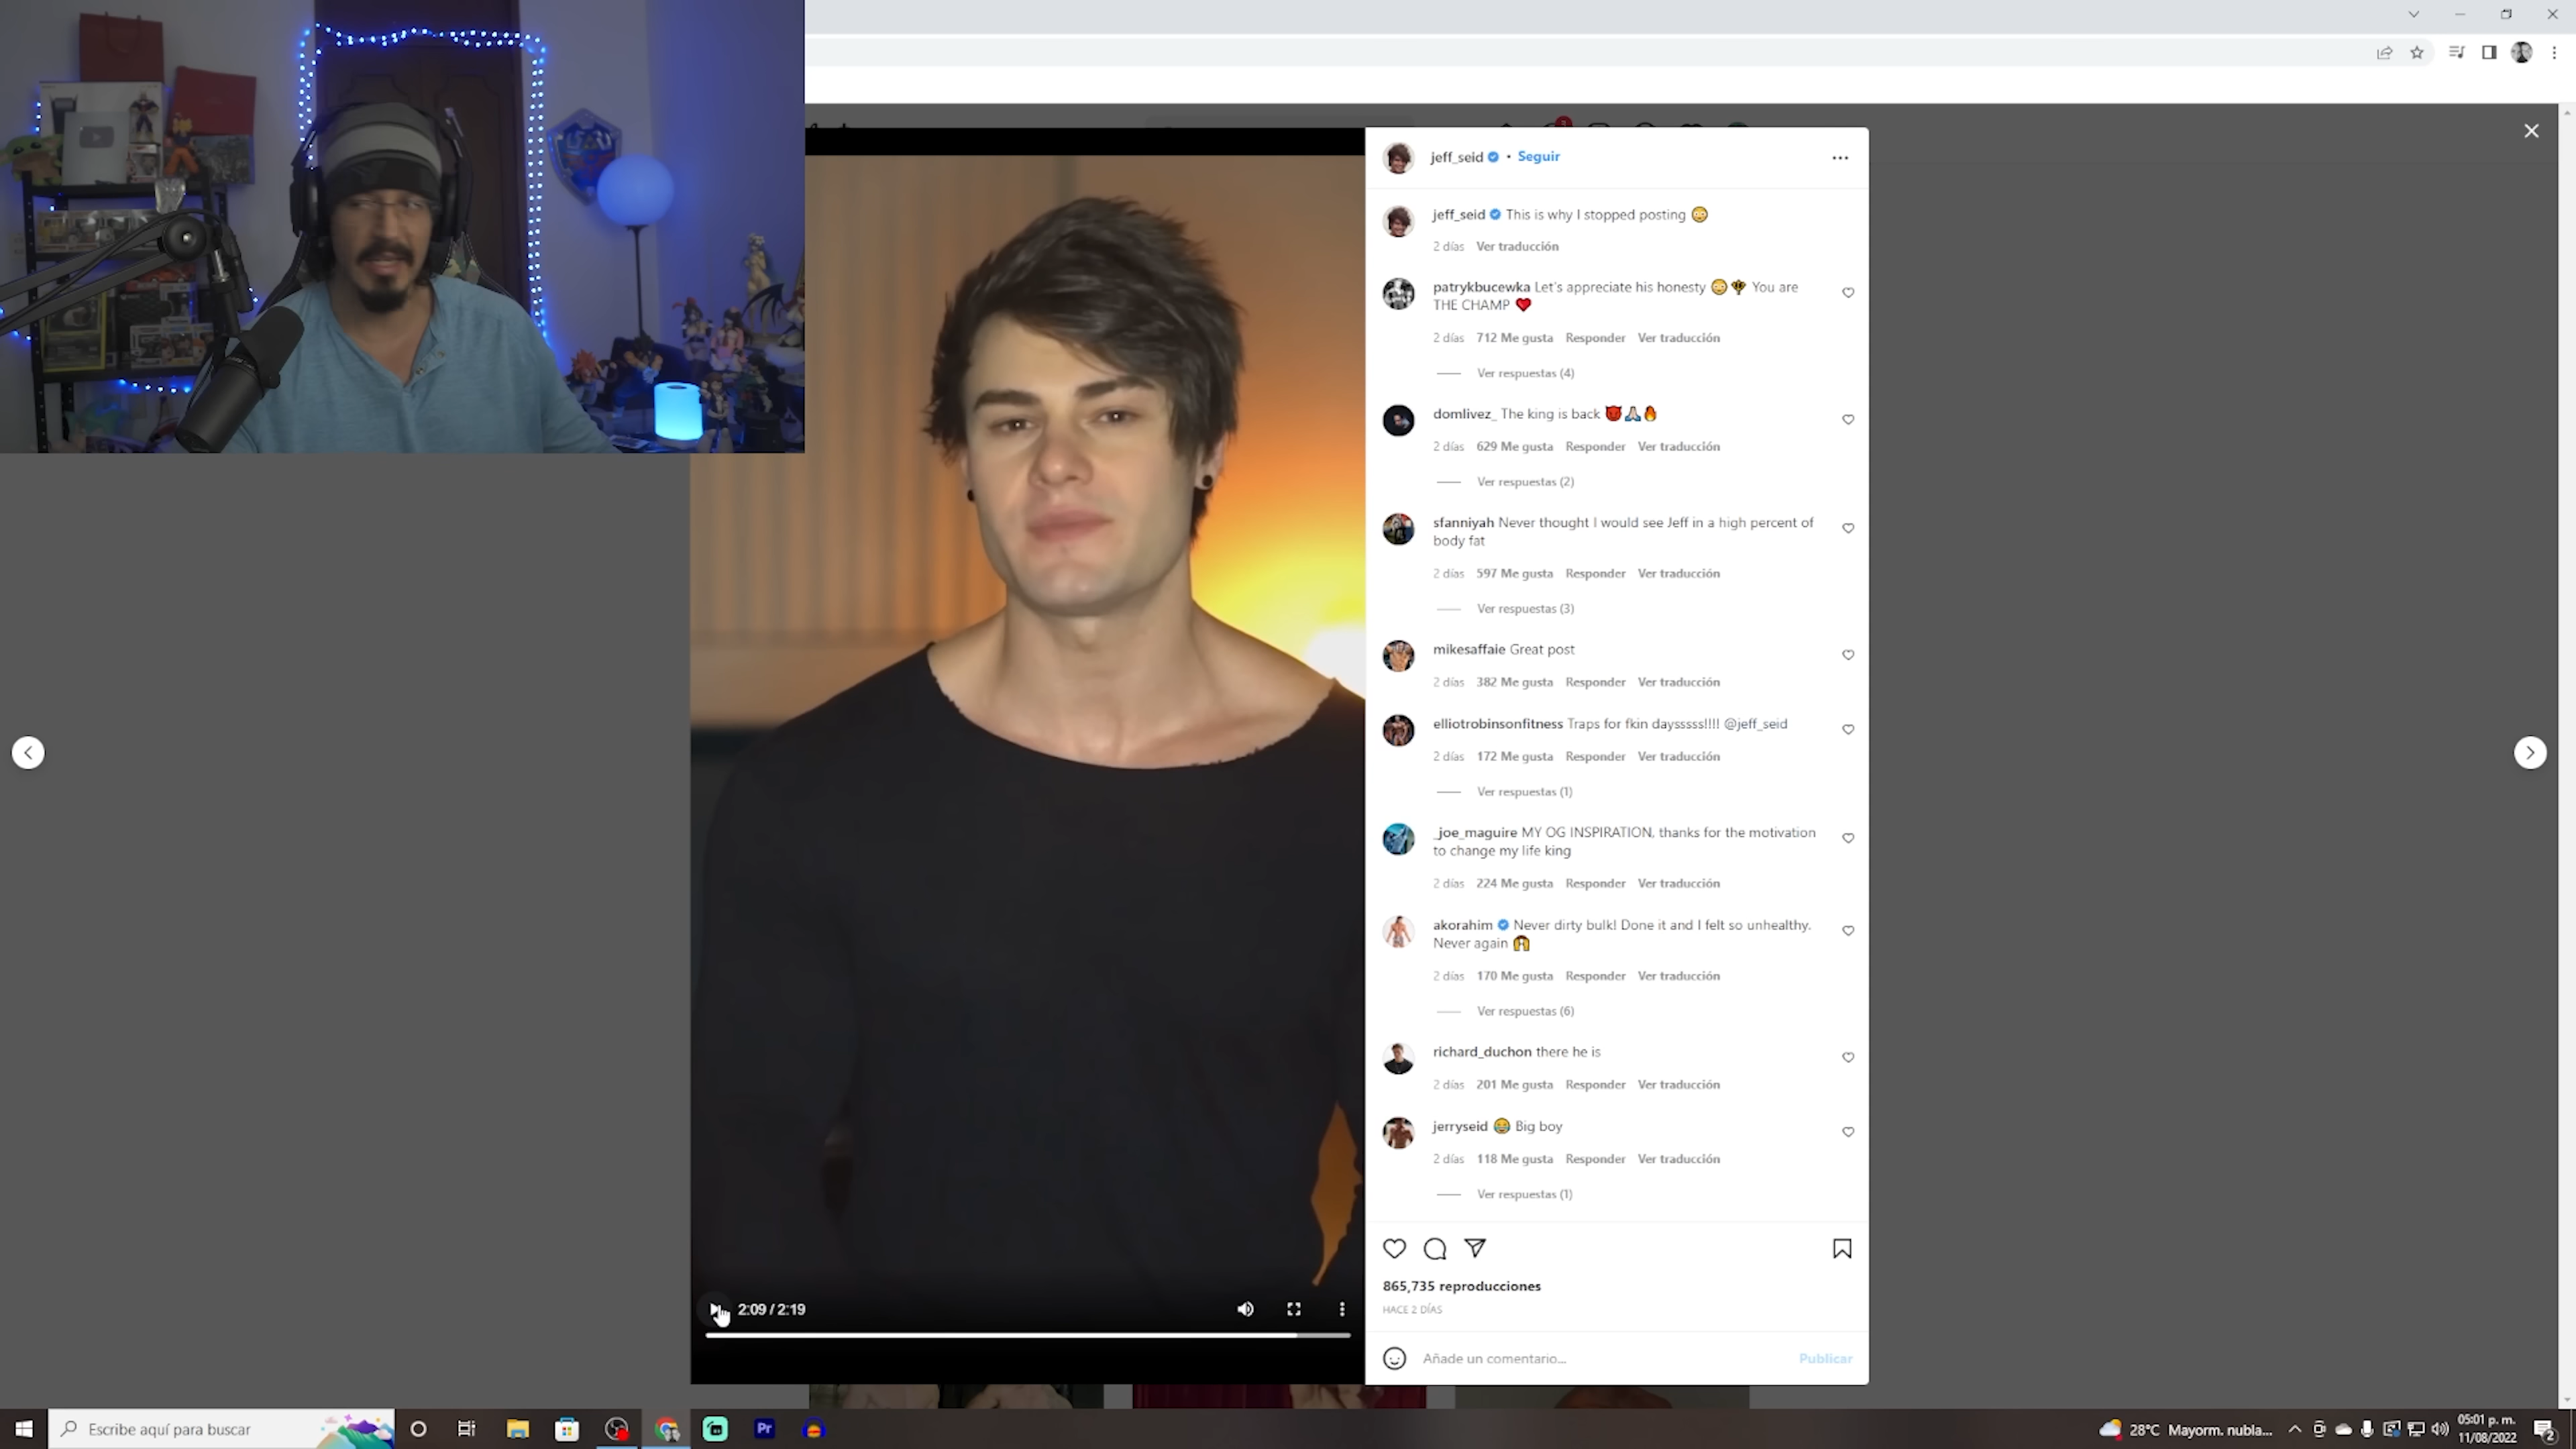 jeff_seid • Seguir
jeff_seid This is why I stopped posting 😳
2 días Ver traducción
patrykbucewka Let's appreciate his honesty 😳🏆 You are
THE CHAMP ❤️
2 días 712 Me gusta Responder Ver traducción
Ver respuestas (4)
domlivez_ The king is back 👿🙏🏻🔥
2 días 629 Me gusta Responder Ver traducción
Ver respuestas (2)
sfanniyah Never thought I would see Jeff in a high percent of
body fat
2 días 597 Me gusta Responder Ver traducción
Ver respuestas (3)
mikesaffaie Great post
2 días 382 Me gusta Responder Ver traducción
elliotrobinsonfitness Traps for fkin daysssss!!!! @jeff_seid
2 días 172 Me gusta Responder Ver traducción
Ver respuestas (1)
_joe_maguire MY OG INSPIRATION, thanks for the motivation
to change my life king
2 días 224 Me gusta Responder Ver traducción
akorahim Never dirty bulk! Done it and I felt so unhealthy.
Never again
2 días 170 Me gusta Responder Ver traducción
Ver respuestas (6)
richard_duchon there he is
2 días 201 Me gusta Responder Ver traducción
jerryseid 😂 Big boy
2 días 118 Me gusta Responder Ver traducción
Ver respuestas (1)
865,735 reproducciones
HACE 2 DÍAS
Añade un comentario... Publicar
2:09 / 2:19
Escribe aquí para buscar
Pr
28°C Mayorm. nubla...
05:01 p. m.
11/08/2022
2